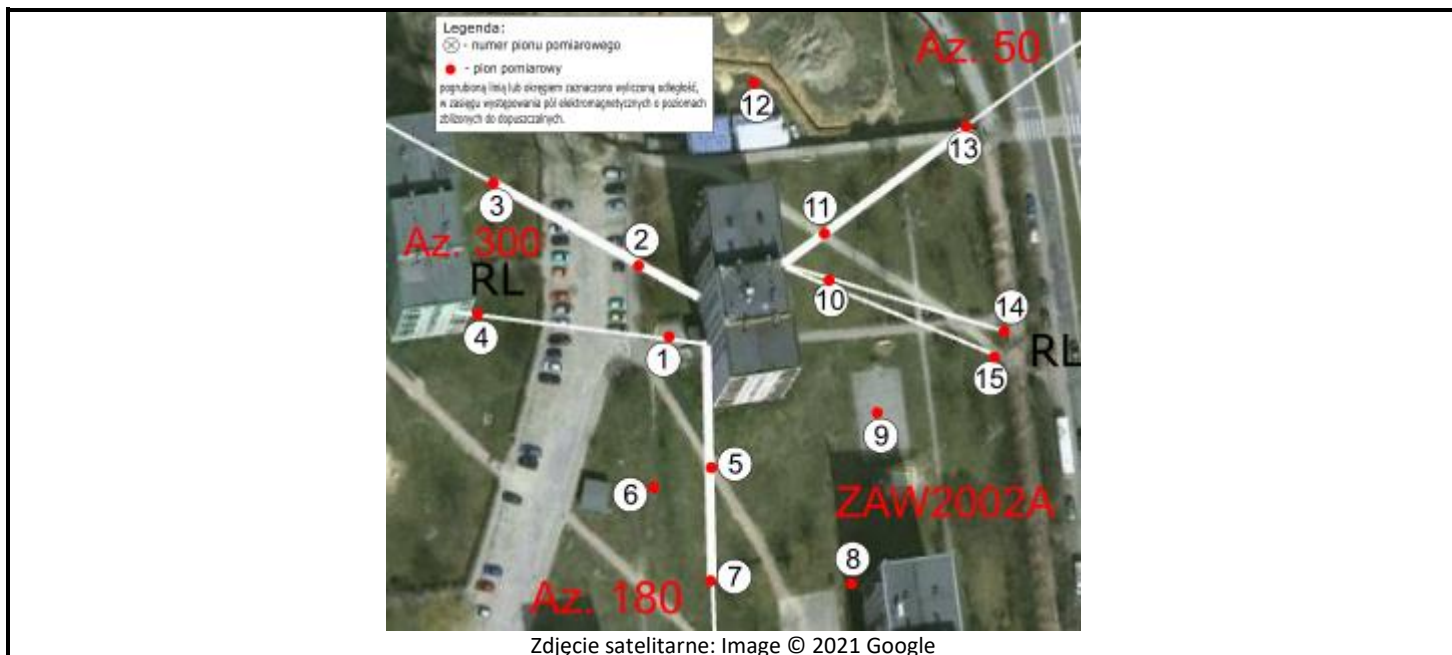 Legenda:
- numer pionu pomiarowego
- pion pomiarowy
pogrubioną linią lub okręgiem zaznaczono wyliczoną odległość,
w zasięgu występowania pól elektromagnetycznych o poziomach
zbliżonych do dopuszczalnych.
Az. 50
12
13
3
11
Az. 300
2
RL
10
4
14
1
RL
15
9
5
6
ZAW2002A
8
7
Az. 180
Zdjęcie satelitarne: Image © 2021 Google